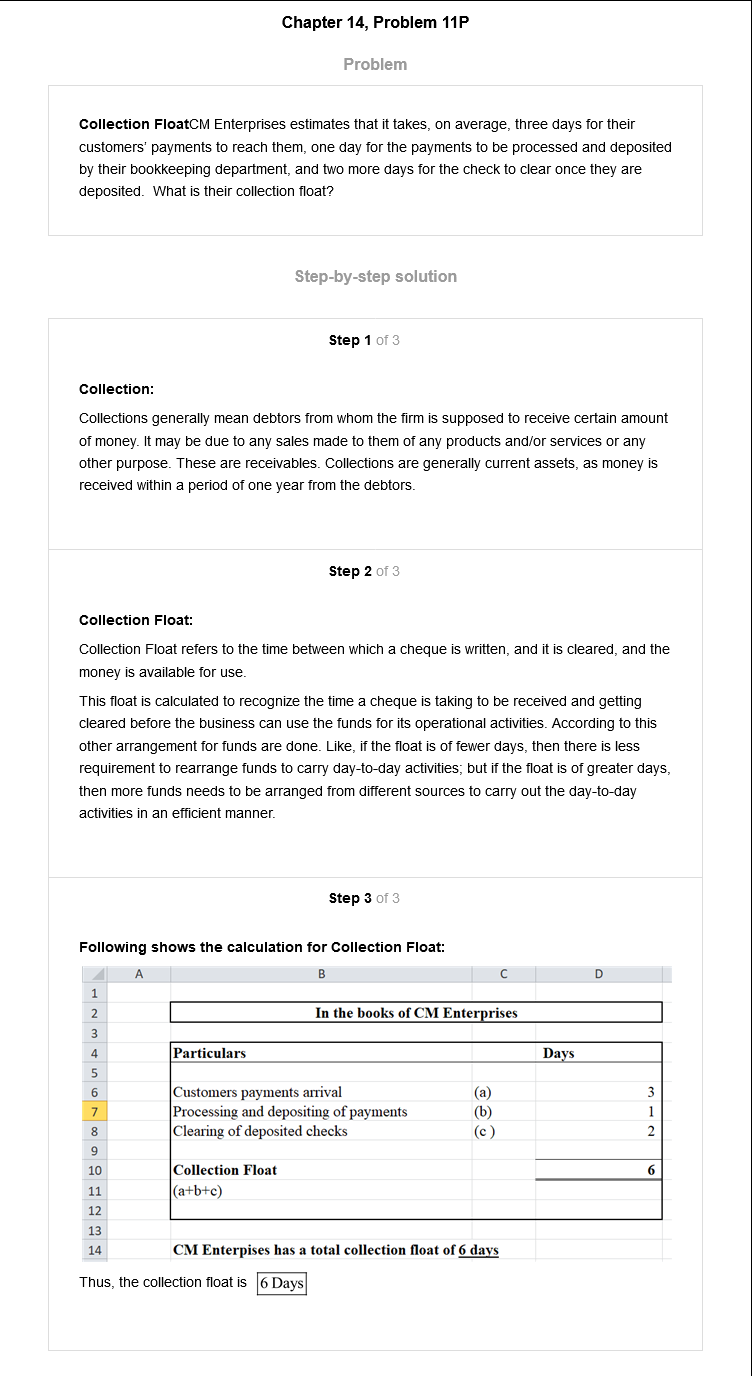 Chapter 14, Problem 11P
Problem
Collection FloatCM Enterprises estimates that it takes, on average, three days for their
customers' payments to reach them, one day for the payments to be processed and deposited
by their bookkeeping department, and two more days for the check to clear once they are
deposited.  What is their collection float?
Step-by-step solution
Step 1 of 3
Collection:
Collections generally mean debtors from whom the firm is supposed to receive certain amount
of money. It may be due to any sales made to them of any products and/or services or any
other purpose. These are receivables. Collections are generally current assets, as money is
received within a period of one year from the debtors.
Step 2 of 3
Collection Float:
Collection Float refers to the time between which a cheque is written, and it is cleared, and the
money is available for use.
This float is calculated to recognize the time a cheque is taking to be received and getting
cleared before the business can use the funds for its operational activities. According to this
other arrangement for funds are done. Like, if the float is of fewer days, then there is less
requirement to rearrange funds to carry day-to-day activities; but if the float is of greater days,
then more funds needs to be arranged from different sources to carry out the day-to-day
activities in an efficient manner.
Step 3 of 3
Following shows the calculation for Collection Float:
A B C D
1
2 In the books of CM Enterprises
3
4 Particulars Days
5
6 Customers payments arrival (a) 3
7 Processing and depositing of payments (b) 1
8 Clearing of deposited checks (c ) 2
9
10 Collection Float 6
11 (a+b+c)
12
13
14 CM Enterpises has a total collection float of 6 days
Thus, the collection float is 6 Days